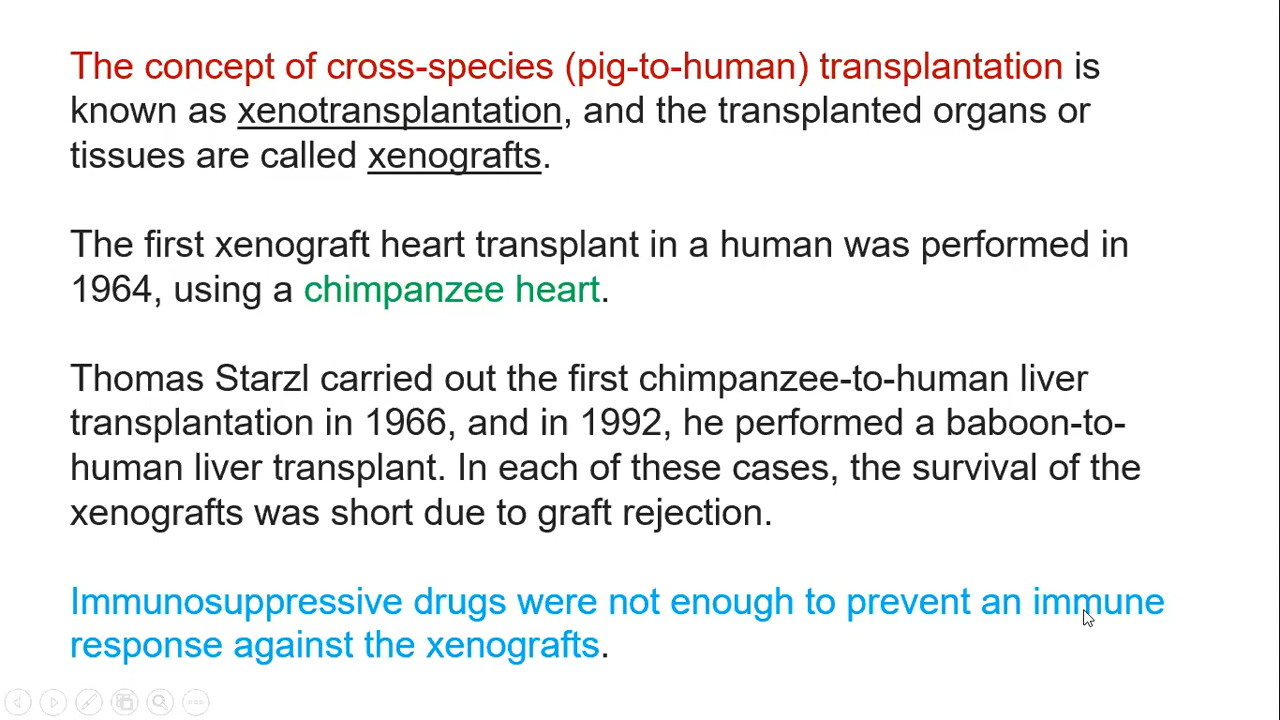 The concept of cross-species (pig-to-human) transplantation is
known as xenotransplantation, and the transplanted organs or
tissues are called xenografts.
The first xenograft heart transplant in a human was performed in
1964, using a chimpanzee heart.
Thomas Starzl carried out the first chimpanzee-to-human liver
transplantation in 1966, and in 1992, he performed a baboon-to-
human liver transplant. In each of these cases, the survival of the
xenografts was short due to graft rejection.
Immunosuppressive drugs were not enough to prevent an immune
response against the xenografts.